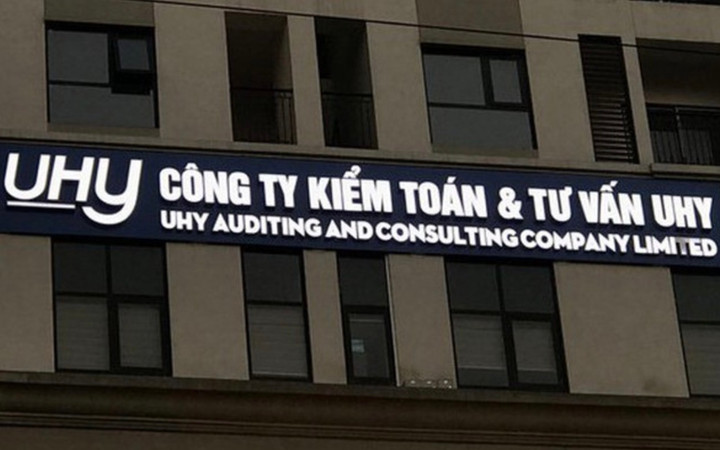 UHY
CÔNG TY KIỂM TOÁN & TƯ VẤN UHY
UHY AUDITING AND CONSULTING COMPANY LIMITED